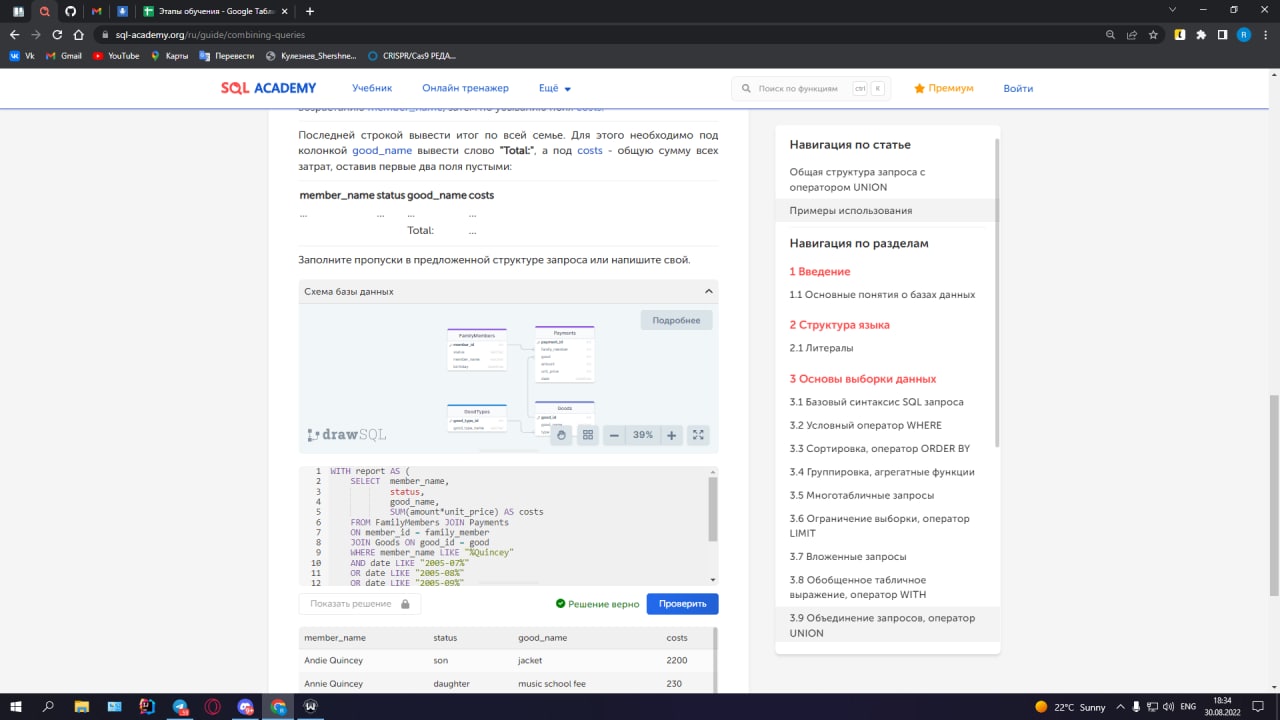 SQL Tables обучени
Таблы обучения - Google Табл
sql-academy.org/ru/guide/combining-queries
Vk
Gmail
YouTube
Карты
Перевести
Кулезнев_Shershne...
CRISPR/Cas9 РЕДА...
SQL ACADEMY
Учебник
Онлайн тренажер
Ещё
Поиск по функциям
ctrl
K
Премиум
Войти
Последней строкой вывести итог по всей семье. Для этого необходимо под
колонкой good_name вывести слово "Total:", а под costs - общую сумму всех
затрат, оставив первые два поля пустыми:
member_name status good_name costs
... ... ... ...
Total: ...
Заполните пропуски в предложенной структуре запроса или напишите свой.
Схема базы данных
Подробнее
FamilyMembers
member_id
status
member_name
birthday
Payments
payment_id
family_member
good
amount
unit_price
date
GoodTypes
good_type_id
good_type_name
Goods
good_id
good_name
drawSQL
39%
1 WITH report AS (
2 SELECT member_name,
3 status,
4 good_name,
5 SUM(amount*unit_price) AS costs
6 FROM FamilyMembers JOIN Payments
7 ON member_id = family_member
8 JOIN Goods ON good_id = good
9 WHERE member_name LIKE "%Quincey"
10 AND date LIKE "2005-07%"
11 OR date LIKE "2005-08%"
12 OR date LIKE "2005-09%"
Показать решение
Решение верно
Проверить
member_name status good_name costs
Andie Quincey son jacket 2200
Annie Quincey daughter music school fee 230
Навигация по статье
Общая структура запроса с
оператором UNION
Примеры использования
Навигация по разделам
1 Введение
1.1 Основные понятия о базах данных
2 Структура языка
2.1 Литералы
3 Основы выборки данных
3.1 Базовый синтаксис SQL запроса
3.2 Условный оператор WHERE
3.3 Сортировка, оператор ORDER BY
3.4 Группировка, агрегатные функции
3.5 Многотабличные запросы
3.6 Ограничение выборки, оператор
LIMIT
3.7 Вложенные запросы
3.8 Обобщенное табличное
выражение, оператор WITH
3.9 Объединение запросов, оператор
UNION
22°C Sunny
ENG
18:34
30.08.2022